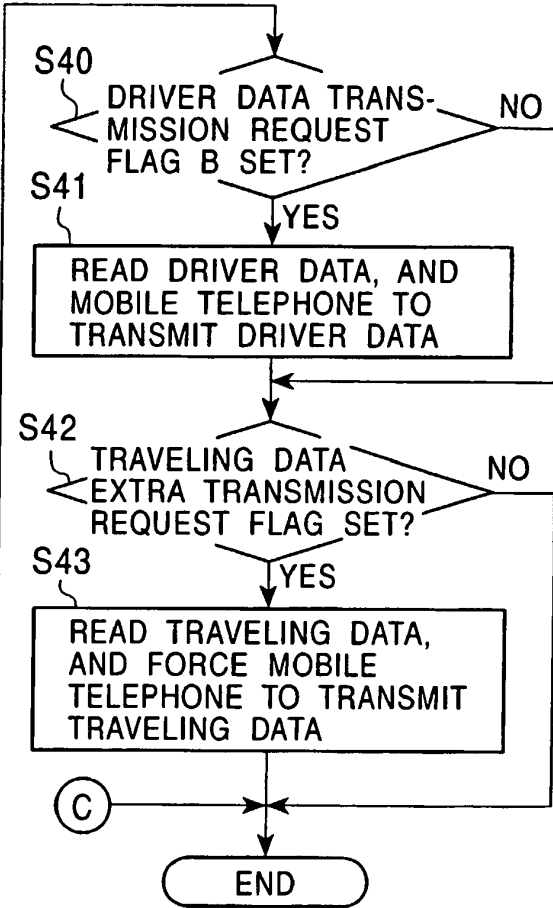 S40
DRIVER DATA TRANS-
MISSION REQUEST
FLAG B SET?
NO
YES
S41
READ DRIVER DATA, AND
MOBILE TELEPHONE TO
TRANSMIT DRIVER DATA
S42
TRAVELING DATA
EXTRA TRANSMISSION
REQUEST FLAG SET?
NO
YES
S43
READ TRAVELING DATA,
AND FORCE MOBILE
TELEPHONE TO TRANSMIT
TRAVELING DATA
C
END